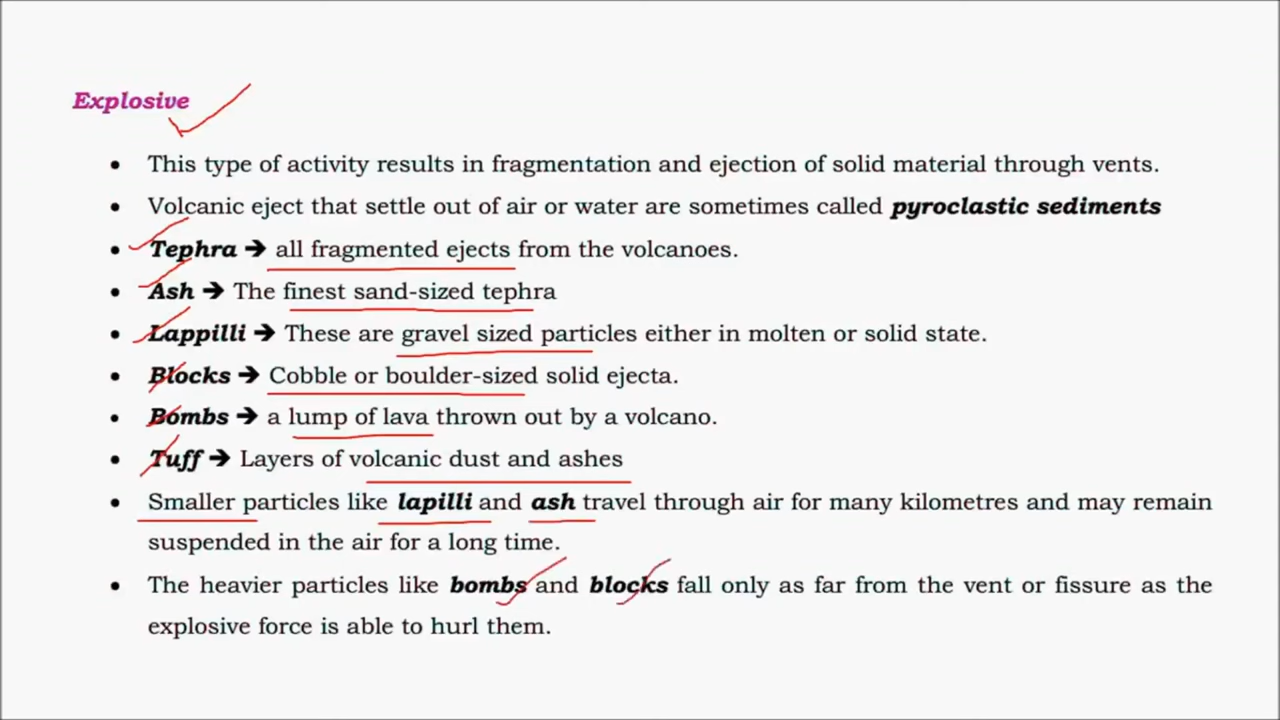 Explosive
• This type of activity results in fragmentation and ejection of solid material through vents.
• Volcanic eject that settle out of air or water are sometimes called pyroclastic sediments
• Tephra ➔ all fragmented ejects from the volcanoes.
• Ash ➔ The finest sand-sized tephra
• Lappilli ➔ These are gravel sized particles either in molten or solid state.
• Blocks ➔ Cobble or boulder-sized solid ejecta.
• Bombs ➔ a lump of lava thrown out by a volcano.
• Tuff ➔ Layers of volcanic dust and ashes
• Smaller particles like lapilli and ash travel through air for many kilometres and may remain
suspended in the air for a long time.
• The heavier particles like bombs and blocks fall only as far from the vent or fissure as the
explosive force is able to hurl them.